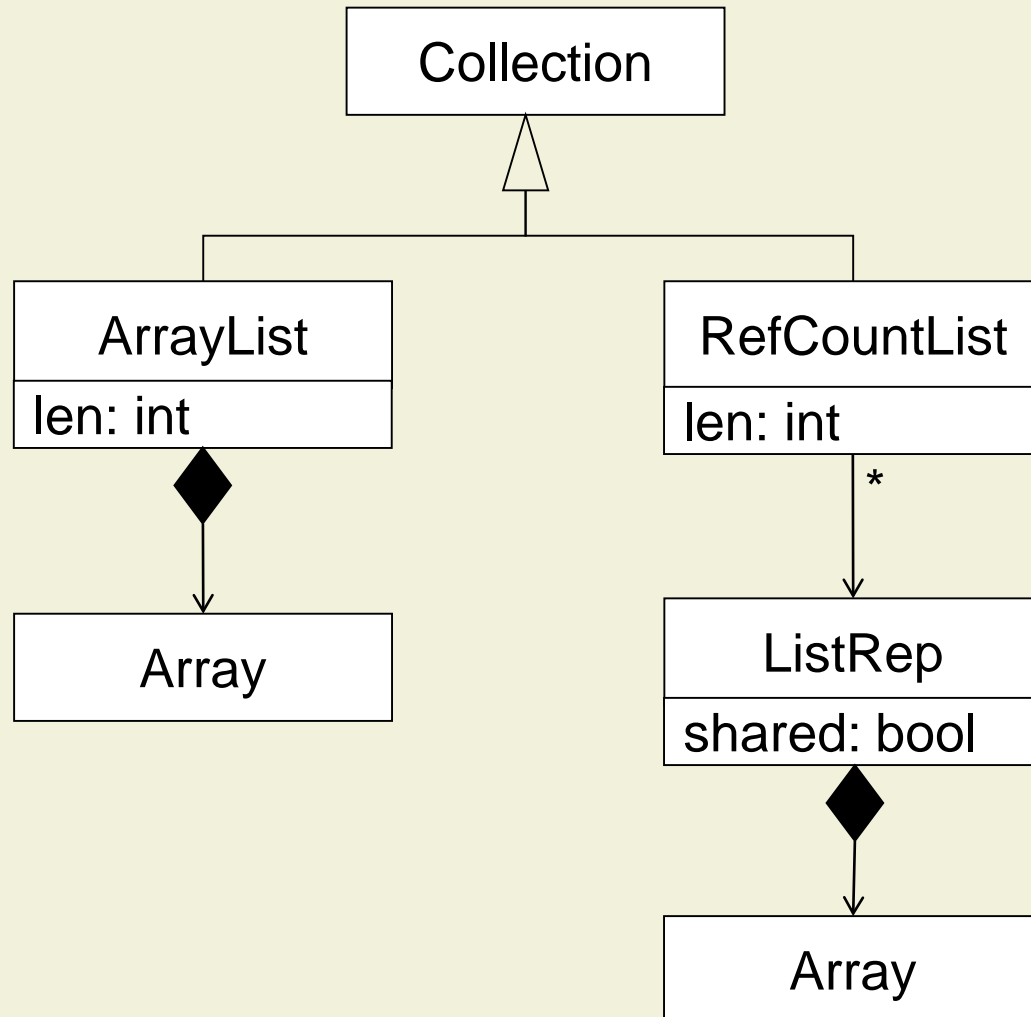 Collection
ArrayList
len: int
Array
RefCountList
len: int
*
ListRep
shared: bool
Array